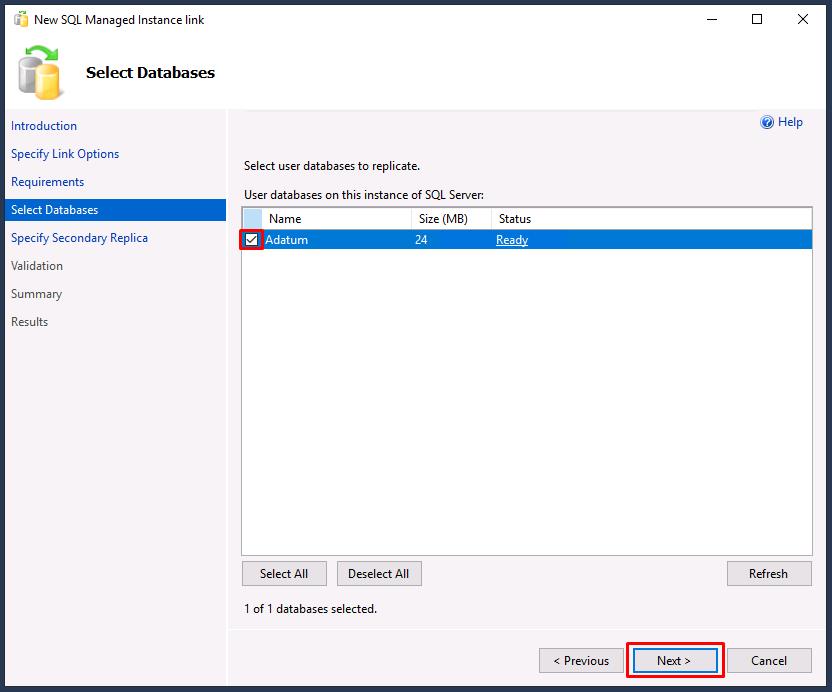 New SQL Managed Instance link
Select Databases
Introduction
Specify Link Options
Requirements
Select Databases
Specify Secondary Replica
Validation
Summary
Results
Help
Select user databases to replicate.
User databases on this instance of SQL Server:
Name Size (MB) Status
Adatum 24 Ready
Select All Deselect All Refresh
1 of 1 databases selected.
< Previous Next > Cancel